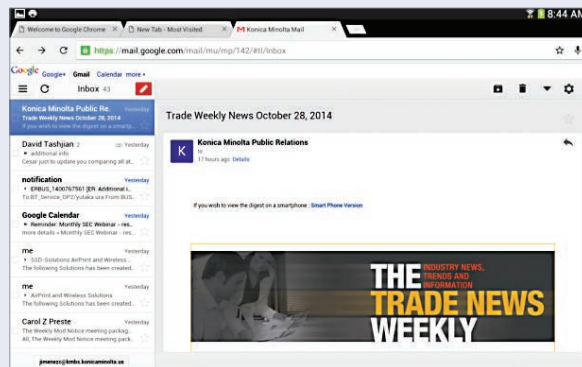 8:44 AM
Welcome to Google Chrome
New Tab - Most Visited
Konica Minolta Mail
https://mail.google.com/mail/mu/mp/142/#tl/Inbox
Google Google+ Gmail Calendar more
Inbox 43
Konica Minolta Public Re. Yesterday
Trade Weekly News October 28, 2014
If you wish to view the digest on a smartp..
David Tashjian 2 Yesterday
additional info
Cesar just to update you comparing all at..
notification Yesterday
ERBUS_1400767561 [ER: Additional i..
To:BT_Service_OPZ/yutaka ura From:BUS..
Google Calendar Yesterday
Reminder: Monthly SEC Webinar - res..
more details » Monthly SEC Webinar - res..
me Yesterday
SSD-Solutions AirPrint and Wireless ..
The following Solutions has been created..
me Yesterday
AirPrint and Wireless Solutions
The following Solutions has been created..
Carol Z Preste Yesterday
The Weekly Mod Notice meeting packag..
All, The Weekly Mod Notice meeting packa..
jimenezc@kmbs.konicaminolta.us
Trade Weekly News October 28, 2014
K
Konica Minolta Public Relations
to
17 hours ago Details
If you wish to view the digest on a smartphone : Smart Phone Version
THE INDUSTRY NEWS,
TRENDS AND
INFORMATION
TRADE NEWS
WEEKLY